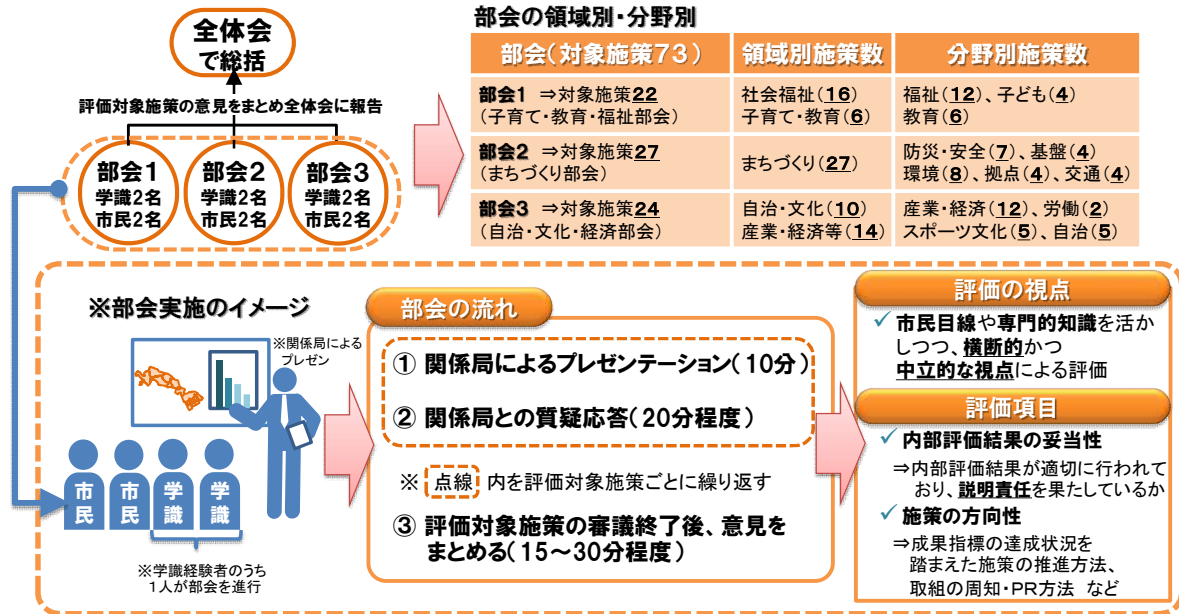 全体会
で総括
評価対象施策の意見をまとめ全体会に報告
部会1
学識2名
市民2名
部会2
学識2名
市民2名
部会3
学識2名
市民2名
部会の領域別・分野別
部会(対象施策73)
領域別施策数
分野別施策数
部会1 ⇒対象施策22
(子育て・教育・福祉部会)
社会福祉(16)
子育て・教育(6)
福祉(12)、子ども(4)
教育(6)
部会2 ⇒対象施策27
(まちづくり部会)
まちづくり(27)
防災・安全(7)、基盤(4)
環境(8)、拠点(4)、交通(4)
部会3 ⇒対象施策24
(自治・文化・経済部会)
自治・文化(10)
産業・経済等(14)
産業・経済(12)、労働(2)
スポーツ文化(5)、自治(5)
※部会実施のイメージ
※関係局による
プレゼン
市民
市民
学識
学識
※学識経験者のうち
1人が部会を進行
部会の流れ
① 関係局によるプレゼンテーション(10分)
② 関係局との質疑応答(20分程度)
※ 点線 内を評価対象施策ごとに繰り返す
③ 評価対象施策の審議終了後、意見を
まとめる(15~30分程度)
評価の視点
✓ 市民目線や専門的知識を活か
しつつ、横断的かつ
中立的な視点による評価
評価項目
✓ 内部評価結果の妥当性
⇒内部評価結果が適切に行われて
おり、説明責任を果たしているか
✓ 施策の方向性
⇒成果指標の達成状況を
踏まえた施策の推進方法、
取組の周知・PR方法 など